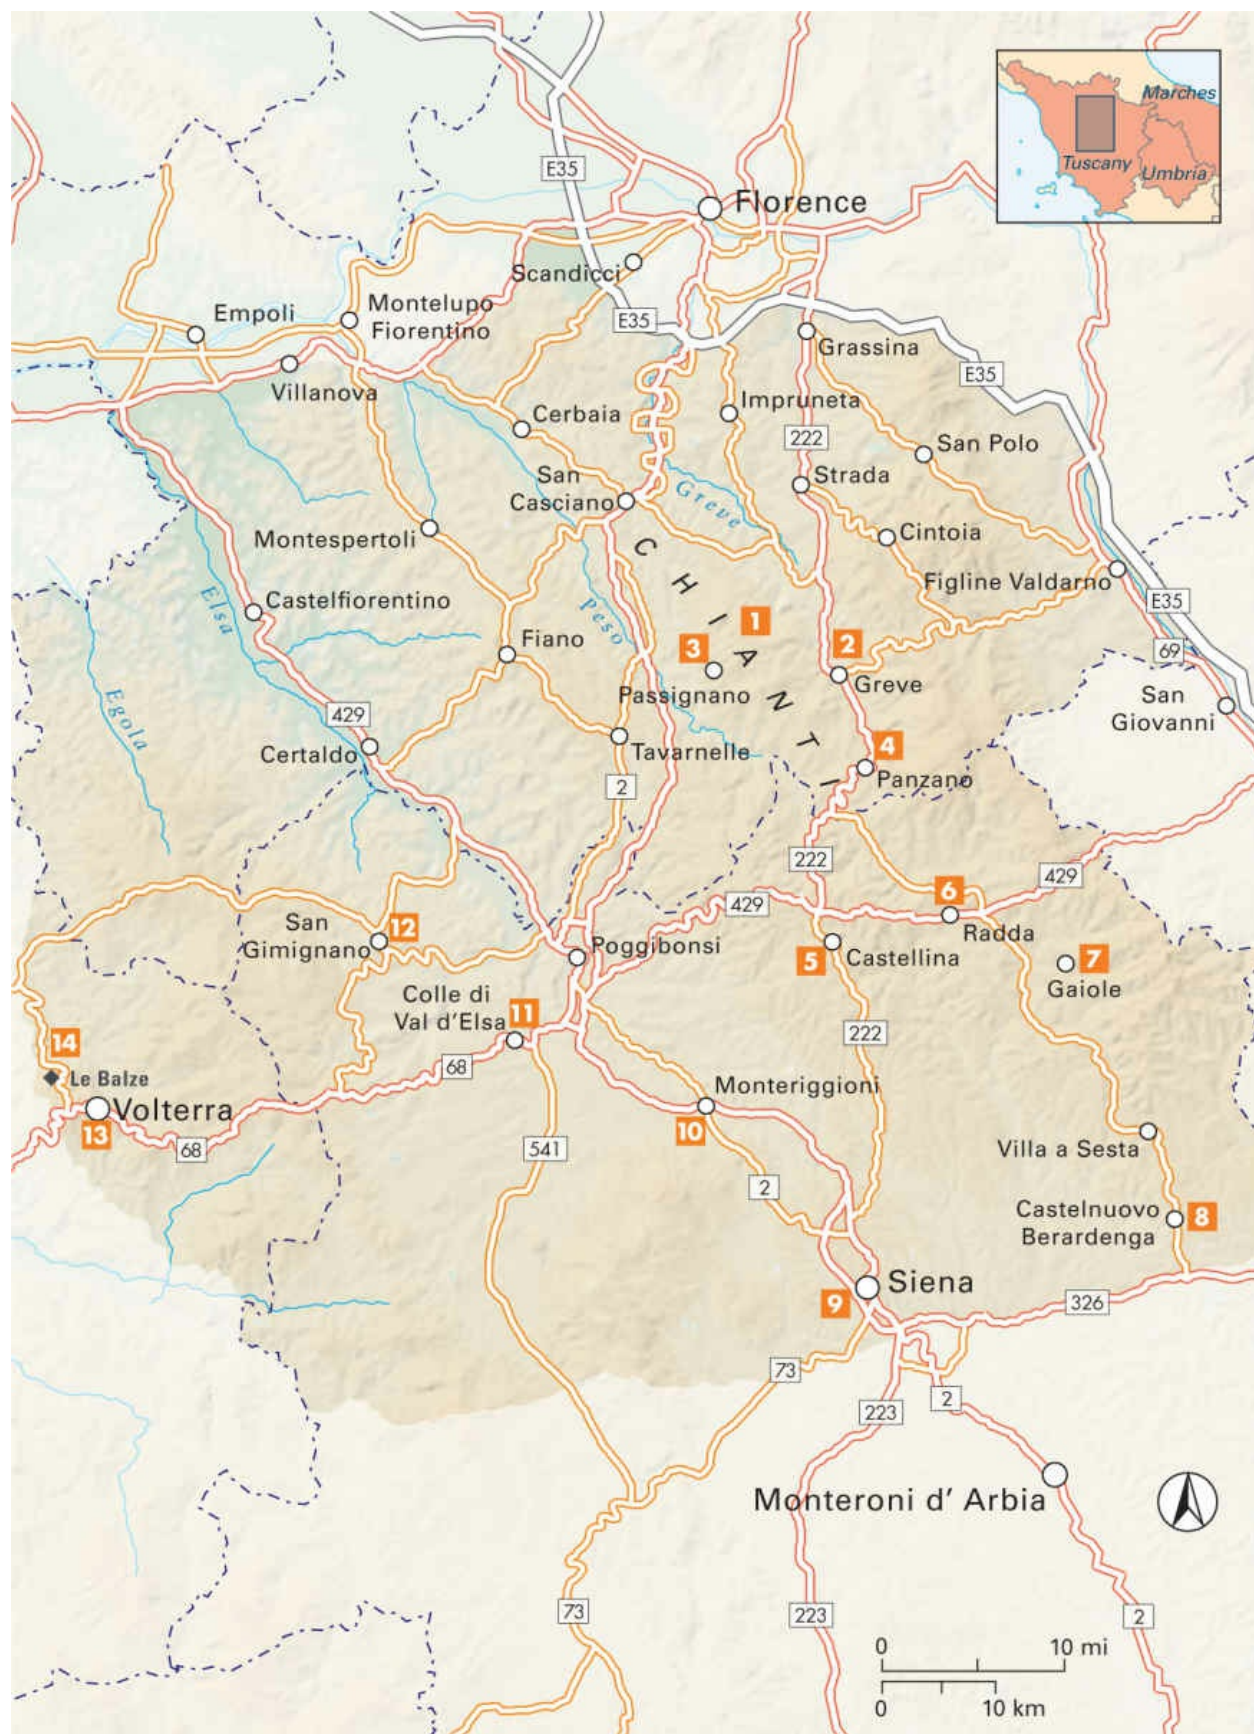 Marches
Tuscany
Umbria
E35
Florence
Scandicci
Empoli
Montelupo
Fiorentino
E35
Grassina
E35
Villanova
Impruneta
Cerbaia
222
San Polo
San
Casciano
Greve
Strada
Montespertoli
Cintoia
CHIANTI
Figline Valdarno
Elsa
Castelfiorentino
Peso
E35
1
Fiano
3
2
69
Passignano
Greve
San
Giovanni
Egola
429
Certaldo
Tavarnelle
4
Panzano
2
222
429
San
Gimignano
12
429
6
Radda
Poggibonsi
5
Castellina
7
Gaiole
Colle di
Val d'Elsa
11
222
14
Le Balze
68
Monteriggioni
Volterra
13
68
10
541
Villa a Sesta
2
Castelnuovo
Berardenga
8
Siena
9
326
73
223
2
Monteroni d' Arbia
73
223
2
0
10 mi
0
10 km